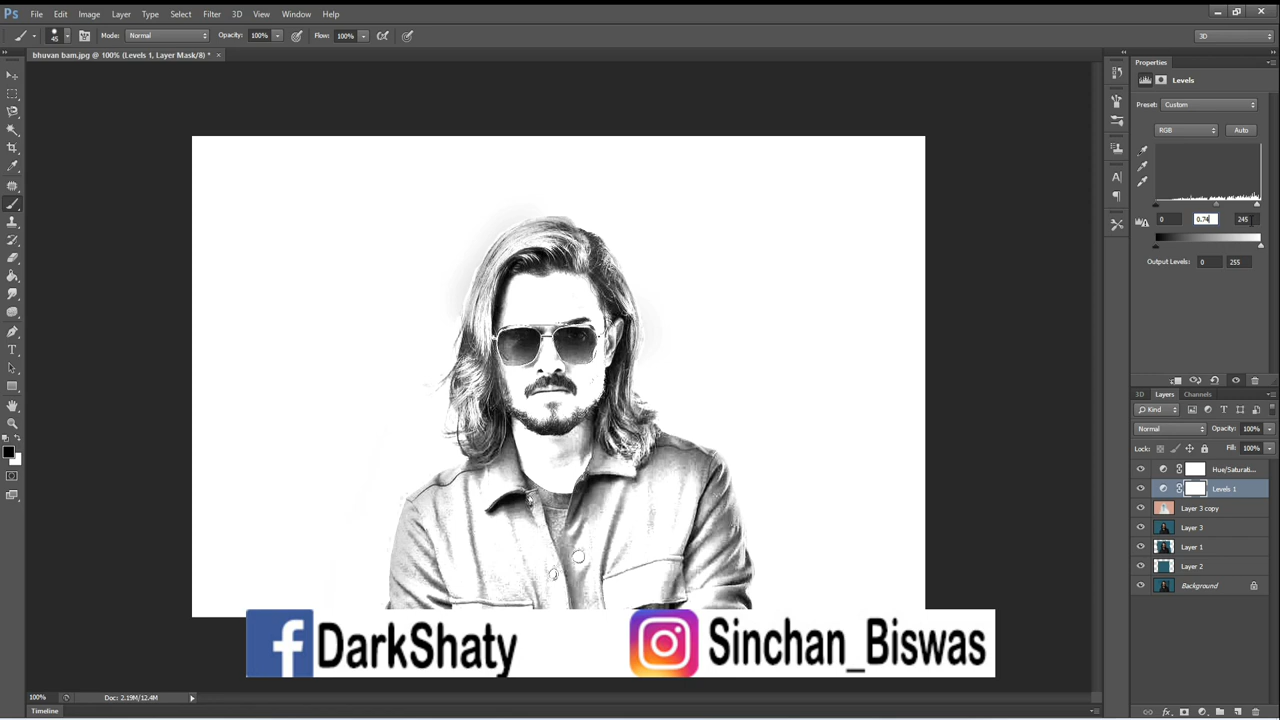 Ps File Edit Image Layer Type Select Filter 3D View Window Help
45 Mode: Normal Opacity: 100% Flow: 100% 3D
bhuvan bam.jpg @ 100% (Levels 1, Layer Mask/8) * ×
Properties
Levels
Preset: Custom
RGB Auto
0 0.74 245
Output Levels: 0 255
3D Layers Channels
Kind
Normal Opacity: 100%
Lock: Fill: 100%
Hue/Saturati...
Levels 1
Layer 3 copy
Layer 3
Layer 1
Layer 2
Background
f DarkShaty Sinchan_Biswas
100% Doc: 2.19M/12.4M
Timeline